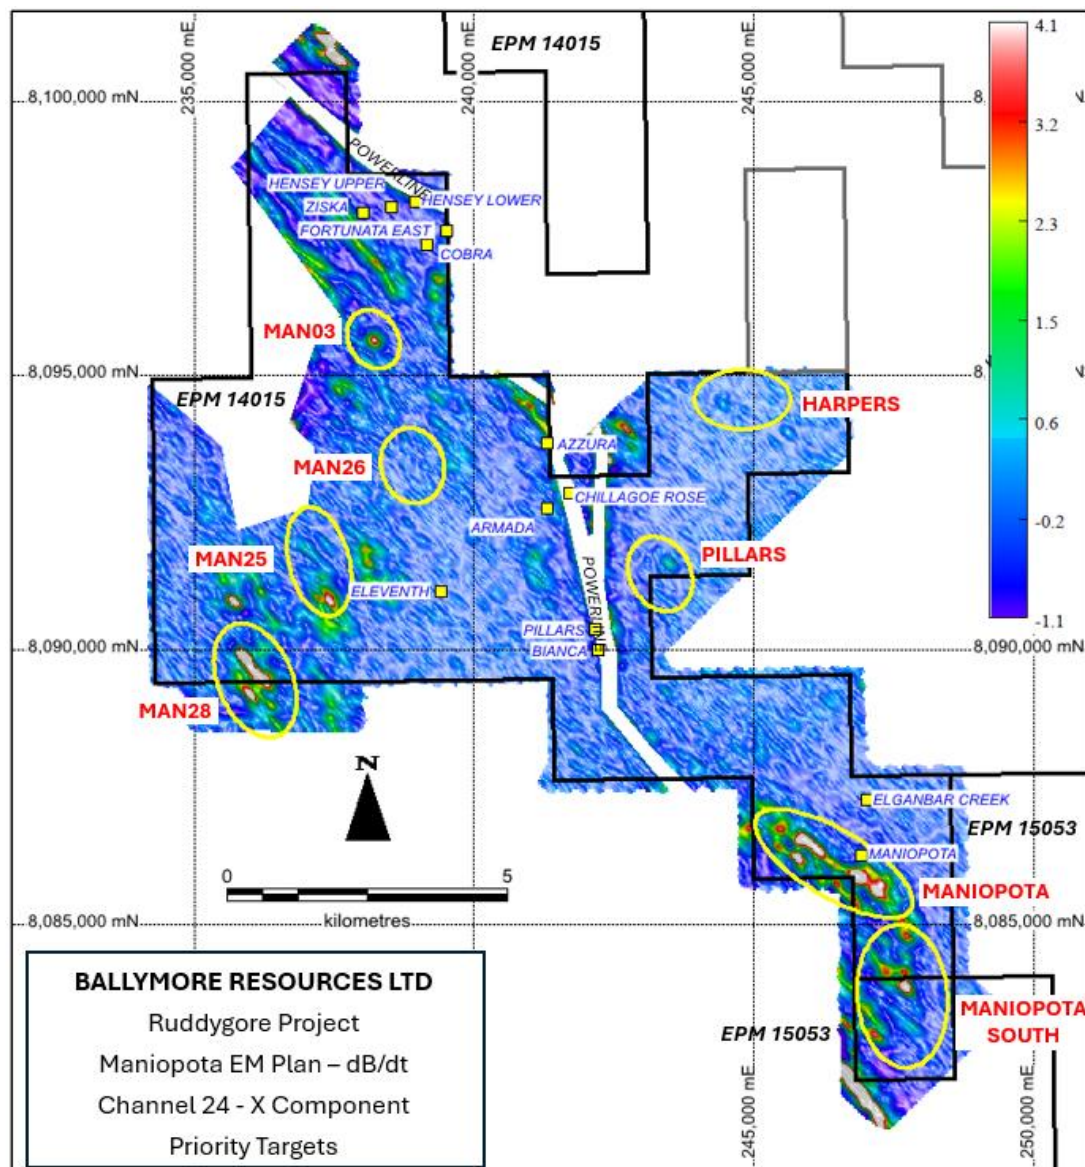 EPM 14015
235,000 mE
240,000 mE
245,000 mE
4.1
8,100,000 mN
3.2
POWERLINE
HENSEY UPPER
ZISKA
HENSEY LOWER
FORTUNATA EAST
COBRA
2.3
1.5
MAN03
8,095,000 mN
EPM 14015
HARPERS
0.6
AZZURA
MAN26
CHILLAGOE ROSE
ARMADA
-0.2
MAN25
PILLARS
POWERLINE
ELEVENTH
-1.1
PILLARS
BIANCA
8,090,000 mN
8,090,000 mN
MAN28
N
ELGANBAR CREEK
EPM 15053
MANIOPOTA
0
5
kilometres
MANIOPOTA
8,085,000 mN
8,085,000 mN
BALLYMORE RESOURCES LTD
Ruddygore Project
Maniopota EM Plan – dB/dt
Channel 24 - X Component
Priority Targets
MANIOPOTA
SOUTH
EPM 15053
245,000 mE
250,000 mE